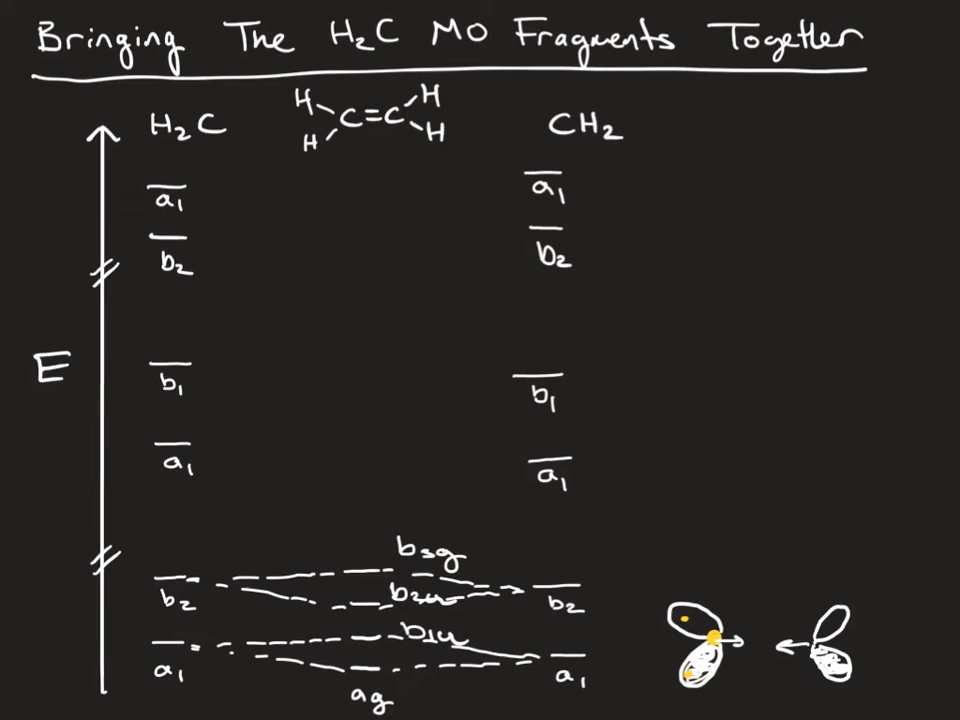 Bringing The H₂C MO Fragments Together
H₂C H H C=C H H CH₂
a₁ a₁
b₂ b₂
E
b₁ b₁
a₁ a₁
b3g
b₂ b2u b₂
b1u
a₁ a₁
ag